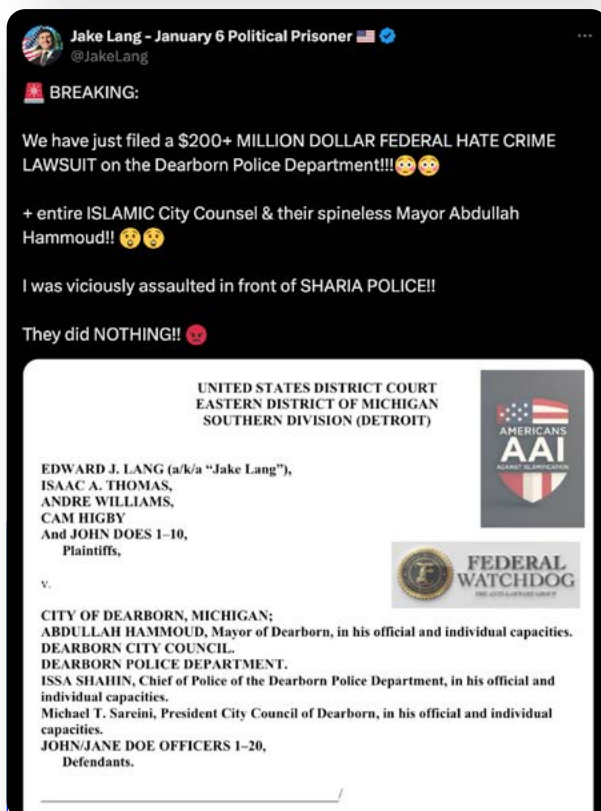 Jake Lang - January 6 Political Prisoner 🇺🇸
@JakeLang
🚨 BREAKING:
We have just filed a $200+ MILLION DOLLAR FEDERAL HATE CRIME
LAWSUIT on the Dearborn Police Department!!!😳😳
+ entire ISLAMIC City Counsel & their spineless Mayor Abdullah
Hammoud!! 😲😲
I was viciously assaulted in front of SHARIA POLICE!!
They did NOTHING!! 😡
UNITED STATES DISTRICT COURT
EASTERN DISTRICT OF MICHIGAN
SOUTHERN DIVISION (DETROIT)
AMERICANS
AAI
AGAINST ISLAMIFICATION
EDWARD J. LANG (a/k/a “Jake Lang”),
ISAAC A. THOMAS,
ANDRE WILLIAMS,
CAM HIGBY
And JOHN DOES 1–10,
Plaintiffs,
F
FEDERAL
WATCHDOG
THE ANTI-LAWFARE GROUP
v.
CITY OF DEARBORN, MICHIGAN;
ABDULLAH HAMMOUD, Mayor of Dearborn, in his official and individual capacities.
DEARBORN CITY COUNCIL.
DEARBORN POLICE DEPARTMENT.
ISSA SHAHIN, Chief of Police of the Dearborn Police Department, in his official and
individual capacities.
Michael T. Sareini, President City Council of Dearborn, in his official and individual
capacities.
JOHN/JANE DOE OFFICERS 1–20,
Defendants.
/